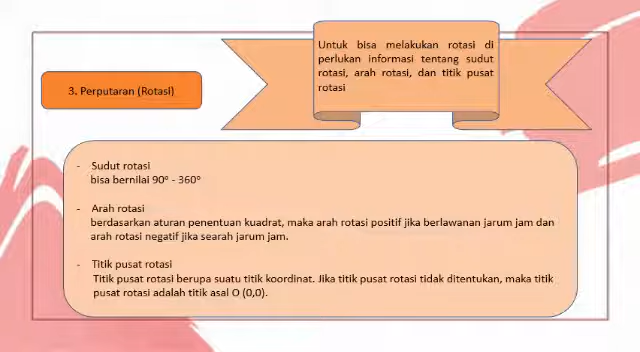 Untuk bisa melakukan rotasi di
perlukan informasi tentang sudut
rotasi, arah rotasi, dan titik pusat
rotasi
3. Perputaran (Rotasi)
- Sudut rotasi
bisa bernilai 90° - 360°
- Arah rotasi
berdasarkan aturan penentuan kuadrat, maka arah rotasi positif jika berlawanan jarum jam dan
arah rotasi negatif jika searah jarum jam.
- Titik pusat rotasi
Titik pusat rotasi berupa suatu titik koordinat. Jika titik pusat rotasi tidak ditentukan, maka titik
pusat rotasi adalah titik asal O (0,0).